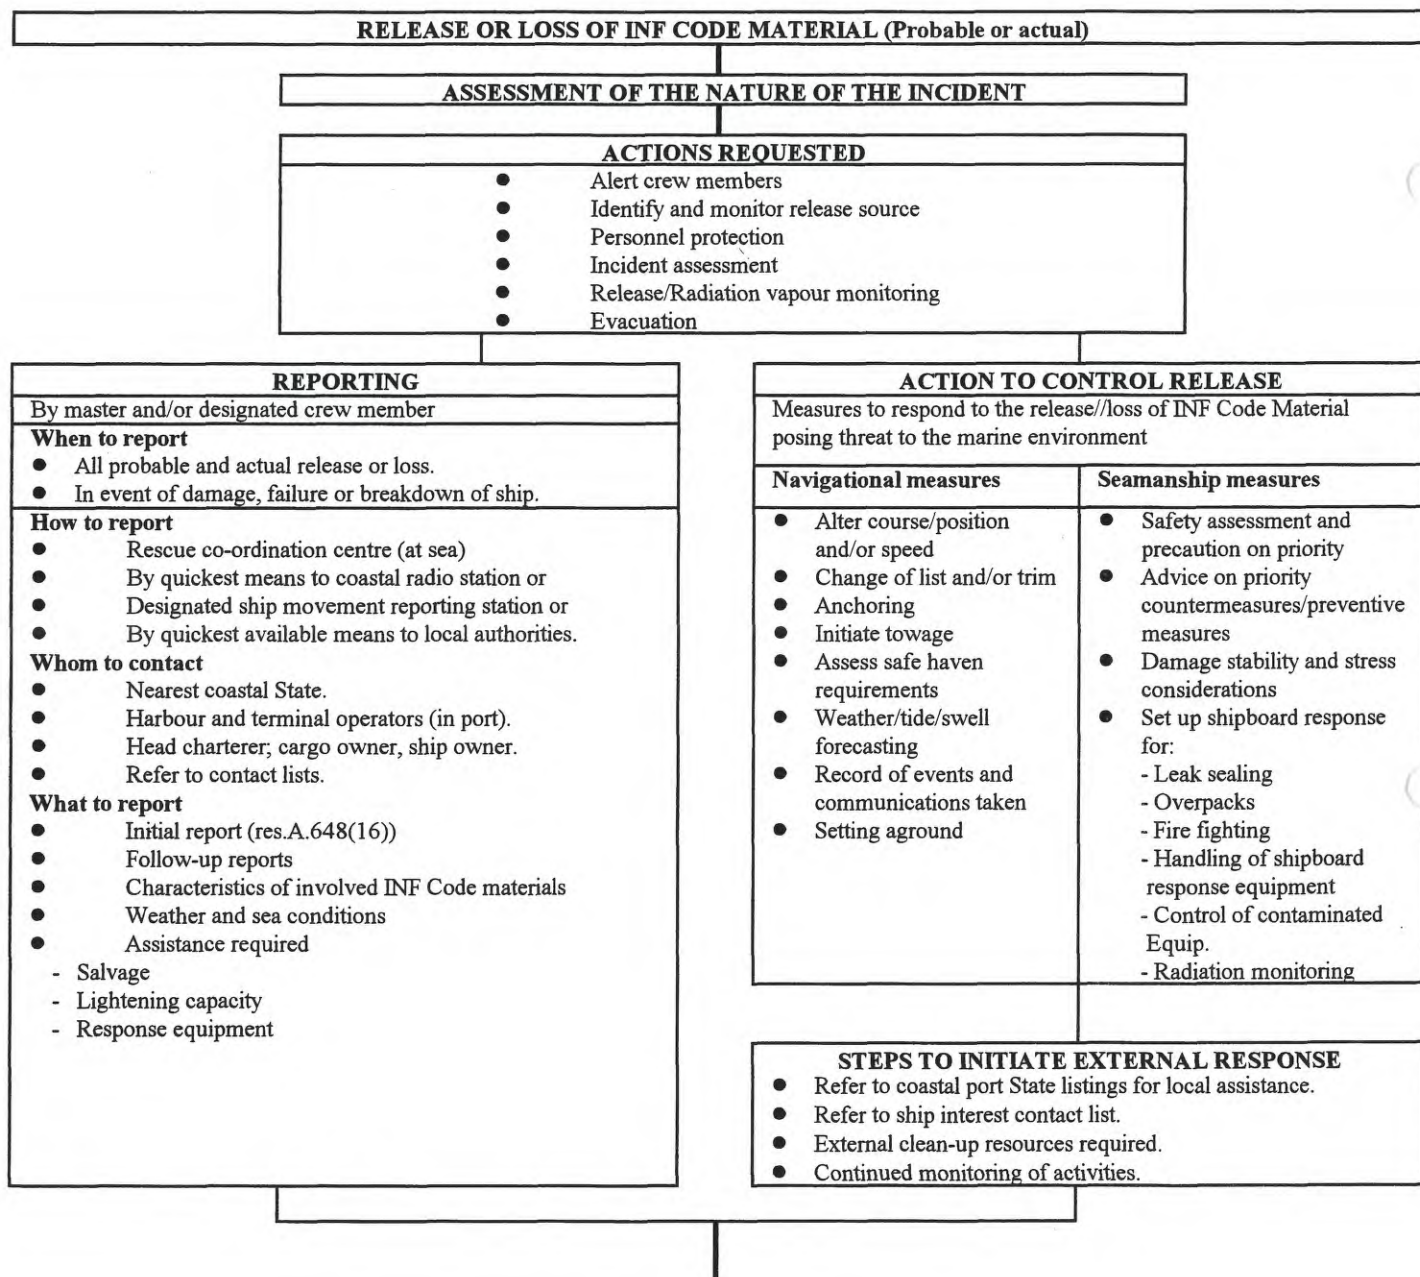 RELEASE OR LOSS OF INF CODE MATERIAL (Probable or actual)
ASSESSMENT OF THE NATURE OF THE INCIDENT
ACTIONS REQUESTED
● Alert crew members
● Identify and monitor release source
● Personnel protection
● Incident assessment
● Release/Radiation vapour monitoring
● Evacuation
REPORTING
By master and/or designated crew member
When to report
● All probable and actual release or loss.
● In event of damage, failure or breakdown of ship.
How to report
● Rescue co-ordination centre (at sea)
● By quickest means to coastal radio station or
● Designated ship movement reporting station or
● By quickest available means to local authorities.
Whom to contact
● Nearest coastal State.
● Harbour and terminal operators (in port).
● Head charterer; cargo owner, ship owner.
● Refer to contact lists.
What to report
● Initial report (res.A.648(16))
● Follow-up reports
● Characteristics of involved INF Code materials
● Weather and sea conditions
● Assistance required
- Salvage
- Lightening capacity
- Response equipment
ACTION TO CONTROL RELEASE
Measures to respond to the release//loss of INF Code Material
posing threat to the marine environment
Navigational measures
● Alter course/position
and/or speed
● Change of list and/or trim
● Anchoring
● Initiate towage
● Assess safe haven
requirements
● Weather/tide/swell
forecasting
● Record of events and
communications taken
● Setting aground
Seamanship measures
● Safety assessment and
precaution on priority
● Advice on priority
countermeasures/preventive
measures
● Damage stability and stress
considerations
● Set up shipboard response
for:
- Leak sealing
- Overpacks
- Fire fighting
- Handling of shipboard
response equipment
- Control of contaminated
Equip.
- Radiation monitoring
STEPS TO INITIATE EXTERNAL RESPONSE
● Refer to coastal port State listings for local assistance.
● Refer to ship interest contact list.
● External clean-up resources required.
● Continued monitoring of activities.